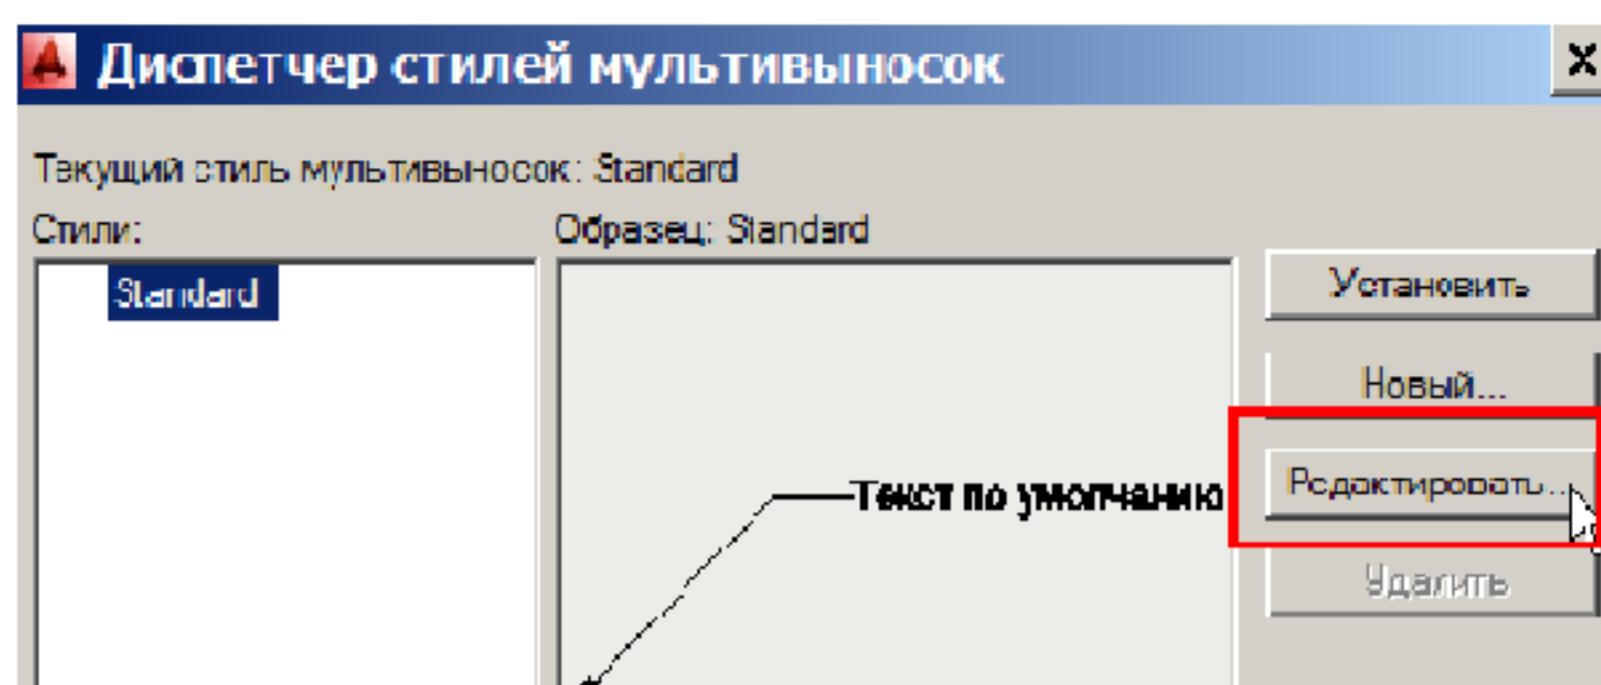 Диспетчер стилей мультивыносок
Текущий стиль мультивыносок: Standard
Стили:
Образец: Standard
Standard
Установить
Новый...
Текст по умолчанию
Редактировать...
Удалить